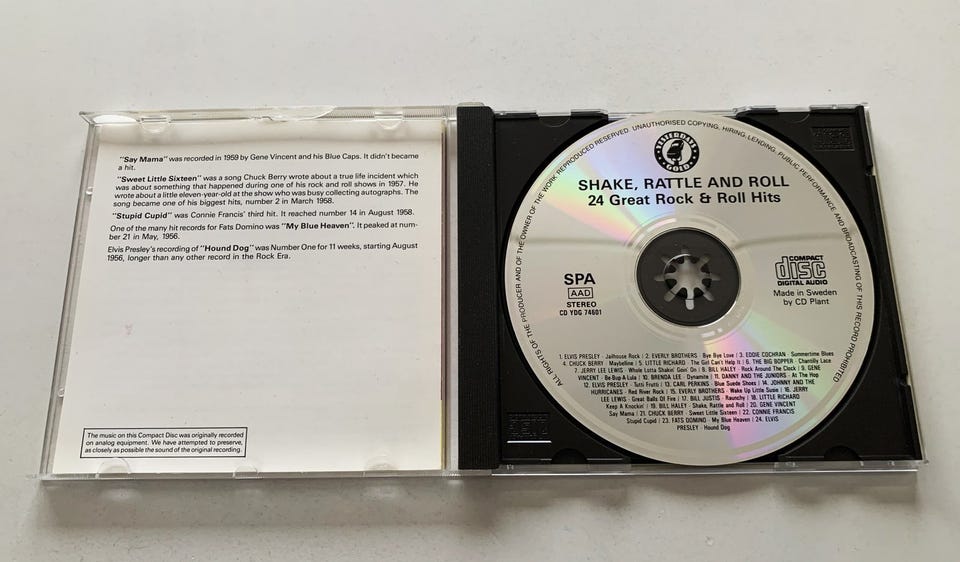 "Say Mama" was recorded in 1959 by Gene Vincent and his Blue Caps. It didn't became
a hit.
"Sweet Little Sixteen" was a song Chuck Berry wrote about a true life incident which
was about something that happened during one of his rock and roll shows in 1957. He
wrote about a little eleven-year-old at the show who was busy collecting autographs. The
song became one of his biggest hits, number 2 in March 1958.
"Stupid Cupid" was Connie Francis' third hit. It reached number 14 in August 1958.
One of the many hit records for Fats Domino was "My Blue Heaven". It peaked at num-
ber 21 in May, 1956.
Elvis Presley's recording of "Hound Dog" was Number One for 11 weeks, starting August
1956, longer than any other record in the Rock Era.
The music on this Compact Disc was originally recorded
on analog equipment. We have attempted to preserve,
as closely as possible the sound of the original recording.
ALL RIGHTS OF THE PRODUCER AND OF THE OWNER OF THE WORK REPRODUCED RESERVED. UNAUTHORISED COPYING, HIRING, LENDING, PUBLIC PERFORMANCE AND BROADCASTING OF THIS RECORD PROHIBITED
YESTERDAYS
GOLD
SHAKE, RATTLE AND ROLL
24 Great Rock & Roll Hits
SPA
AAD
STEREO
CD YDG 74601
COMPACT
disc
DIGITAL AUDIO
Made in Sweden
by CD Plant
1. ELVIS PRESLEY - Jailhouse Rock | 2. EVERLY BROTHERS - Bye Bye Love | 3. EDDIE COCHRAN - Summertime Blues
4. CHUCK BERRY - Maybelline | 5. LITTLE RICHARD - The Girl Can't Help It | 6. THE BIG BOPPER - Chantilly Lace
7. JERRY LEE LEWIS - Whole Lotta Shakin' Goin' On | 8. BILL HALEY - Rock Around The Clock | 9. GENE
VINCENT - Be Bop A Lula | 10. BRENDA LEE - Dynamite | 11. DANNY AND THE JUNIORS - At The Hop
12. ELVIS PRESLEY - Tutti Frutti | 13. CARL PERKINS - Blue Suede Shoes | 14. JOHNNY AND THE
HURRICANES - Red River Rock | 15. EVERLY BROTHERS - Wake Up Little Susie | 16. JERRY
LEE LEWIS - Great Balls Of Fire | 17. BILL JUSTIS - Raunchy | 18. LITTLE RICHARD
Keep A Knockin' | 19. BILL HALEY - Shake, Rattle and Roll | 20. GENE VINCENT
Say Mama | 21. CHUCK BERRY - Sweet Little Sixteen | 22. CONNIE FRANCIS
Stupid Cupid | 23. FATS DOMINO - My Blue Heaven | 24. ELVIS
PRESLEY - Hound Dog